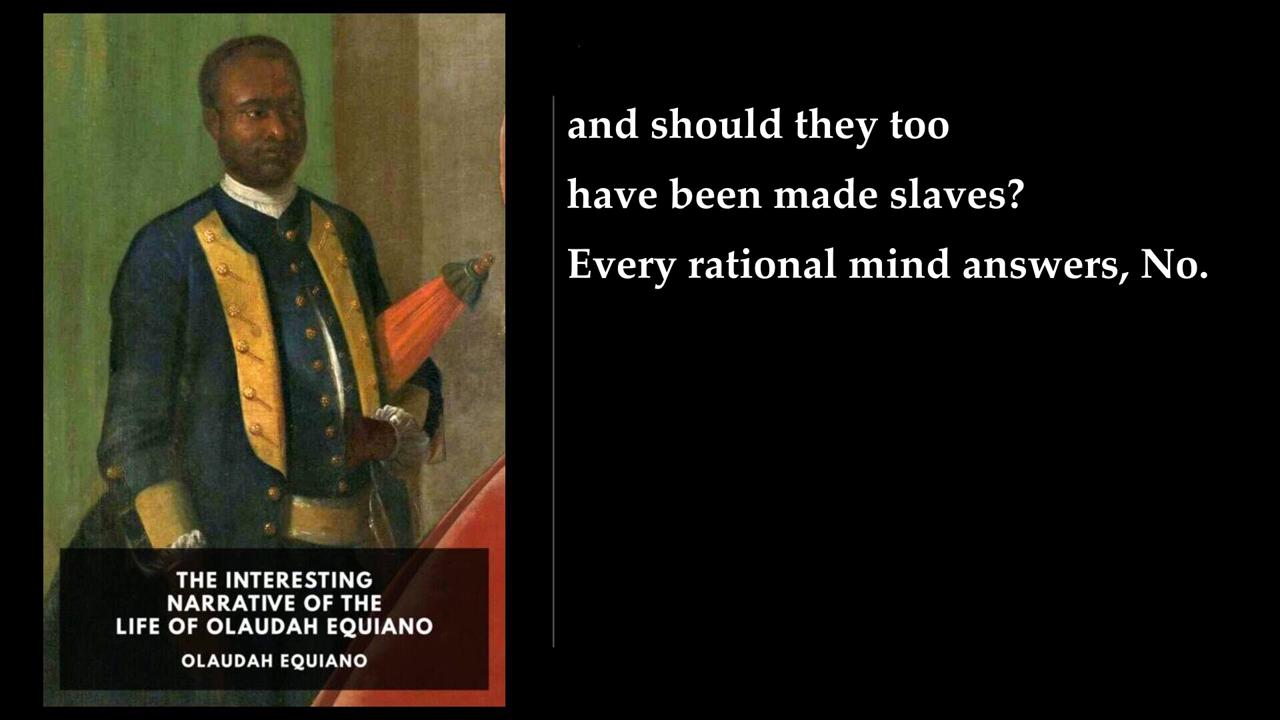 and should they too
have been made slaves?
Every rational mind answers, No.
THE INTERESTING
NARRATIVE OF THE
LIFE OF OLAUDAH EQUIANO
OLAUDAH EQUIANO